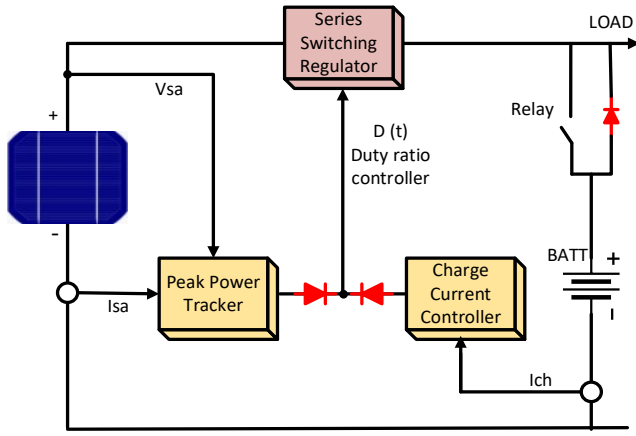 Series
Switching
Regulator
LOAD
Vsa
Relay
D (t)
Duty ratio
controller
+
-
BATT
+
-
Peak Power
Tracker
Charge
Current
Controller
Isa
Ich